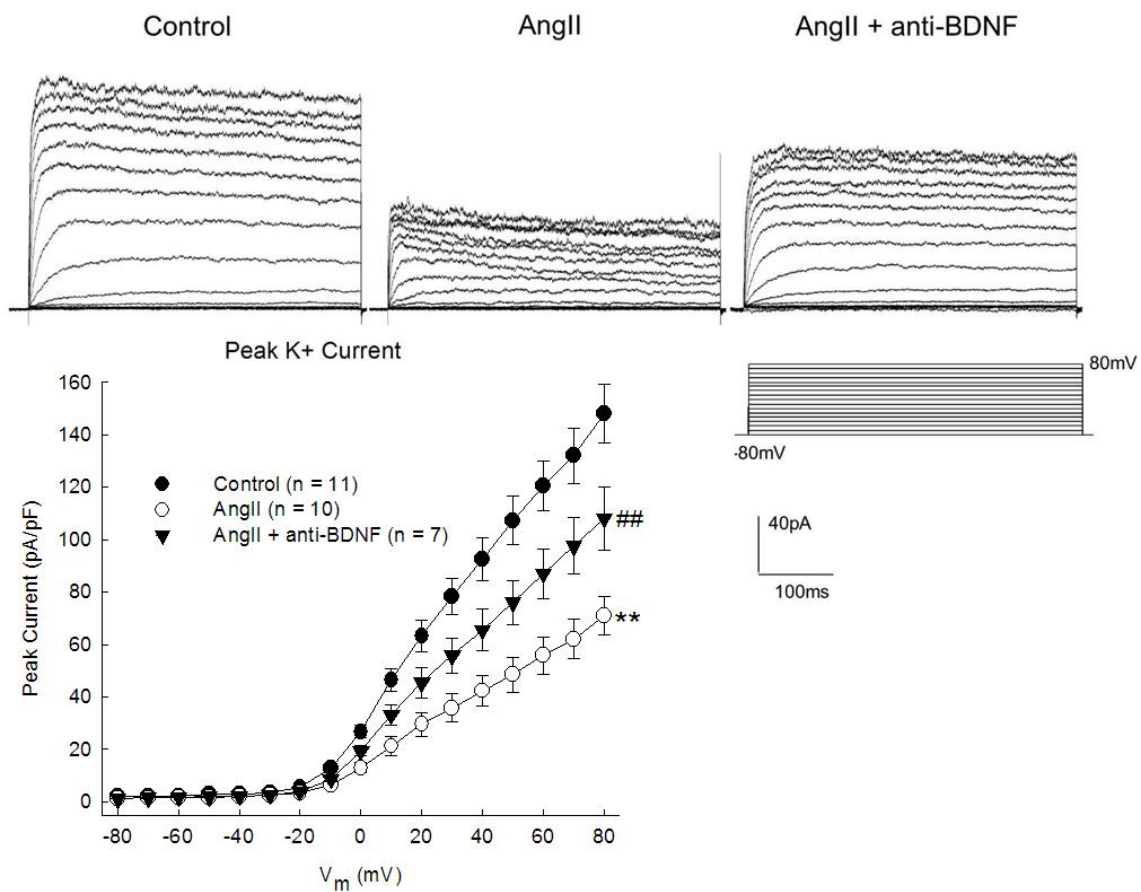 Control AngII AngII + anti-BDNF
Peak K+ Current
80mV
-80mV
40pA
100ms
Control (n = 11)
AngII (n = 10)
AngII + anti-BDNF (n = 7)
##
**
Peak Current (pA/pF)
160
140
120
100
80
60
40
20
0
-80 -60 -40 -20 0 20 40 60 80
Vm (mV)